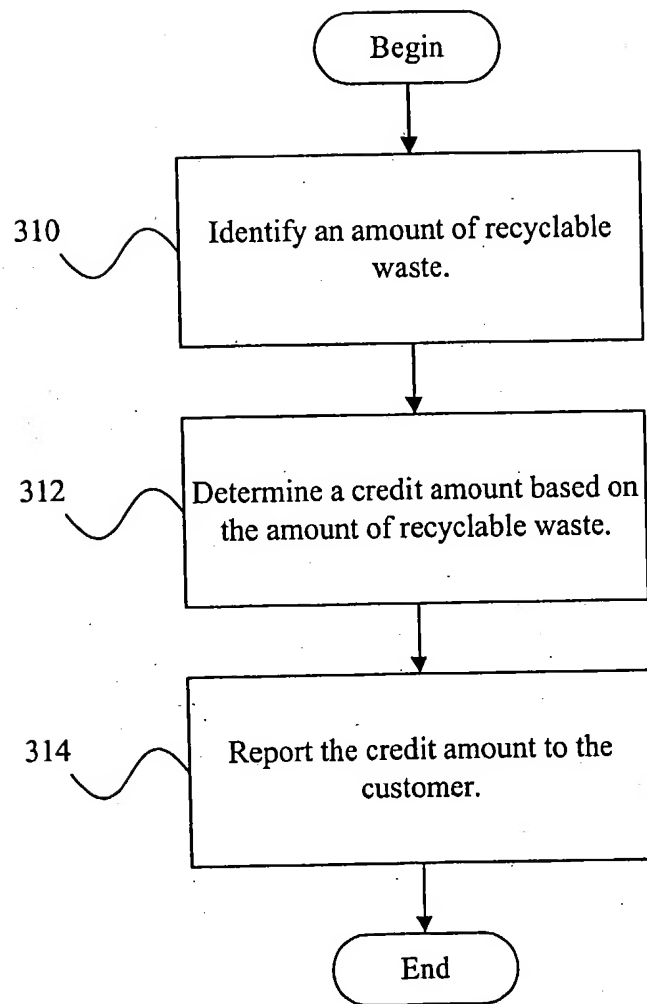 Begin
310
Identify an amount of recyclable
waste.
312
Determine a credit amount based on
the amount of recyclable waste.
314
Report the credit amount to the
customer.
End